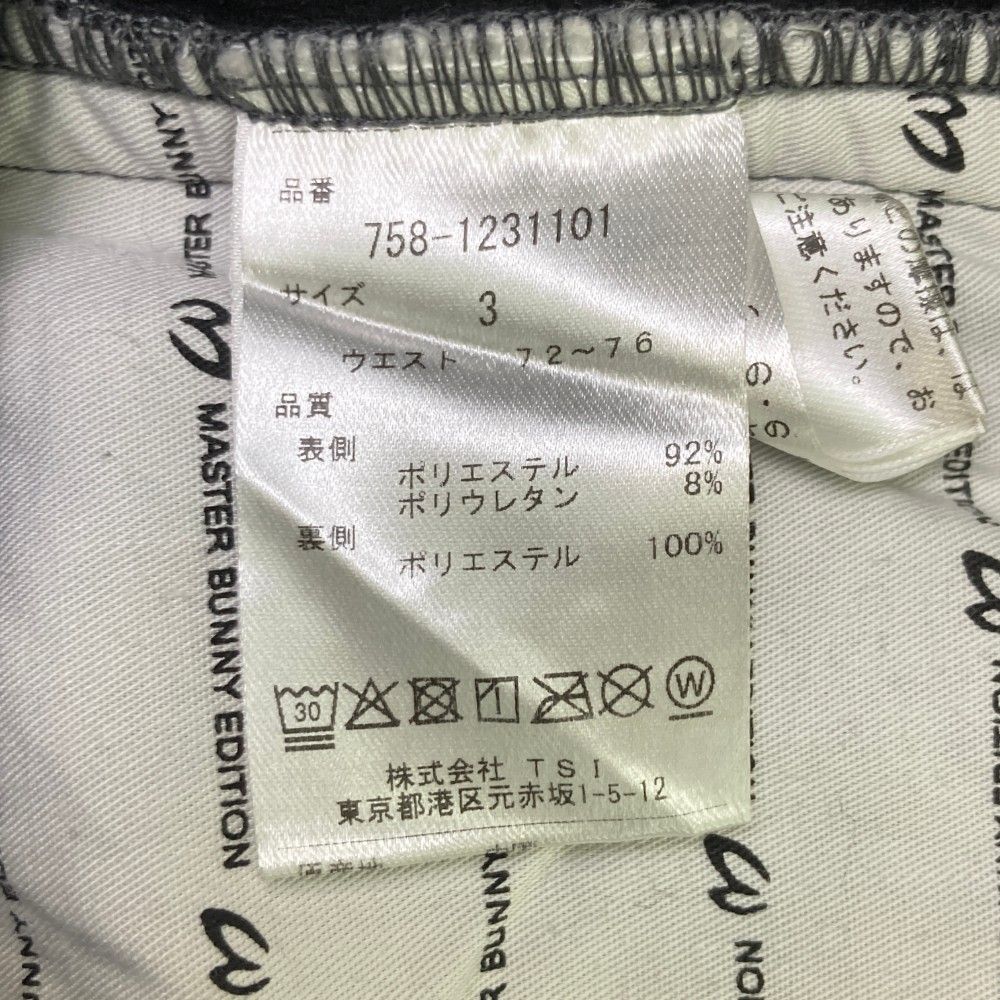 品番
758-1231101
サイズ 3
ウエスト 72～76
品質
表側
ポリエステル 92%
ポリウレタン 8%
裏側
ポリエステル 100%
30
W
株式会社 TSI
東京都港区元赤坂1-5-12
ありますので、お
ご注意ください。
の・の
BUNNY
MASTER BUNNY EDITION
MASTER
BUNNY